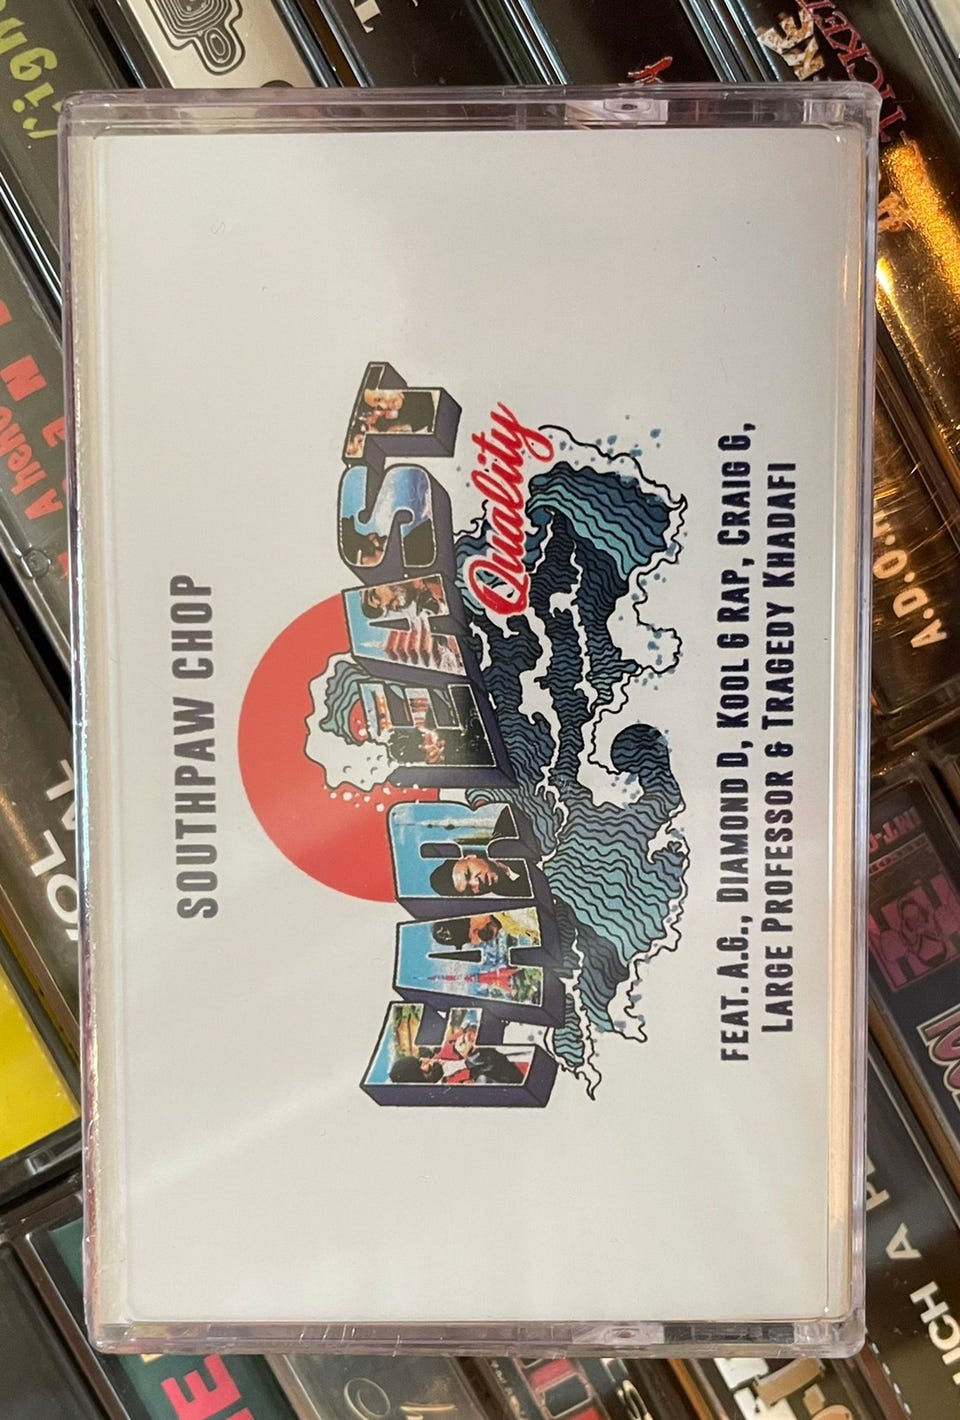 SOUTHPAW CHOP
FAR EAST
Quality
FEAT. A.G., DIAMOND D, KOOL G RAP, CRAIG G,
LARGE PROFESSOR & TRAGEDY KHADAFI
A.D.O.R